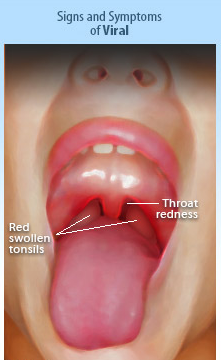 Signs and Symptoms
of Viral
Throat
redness
Red
swollen
tonsils